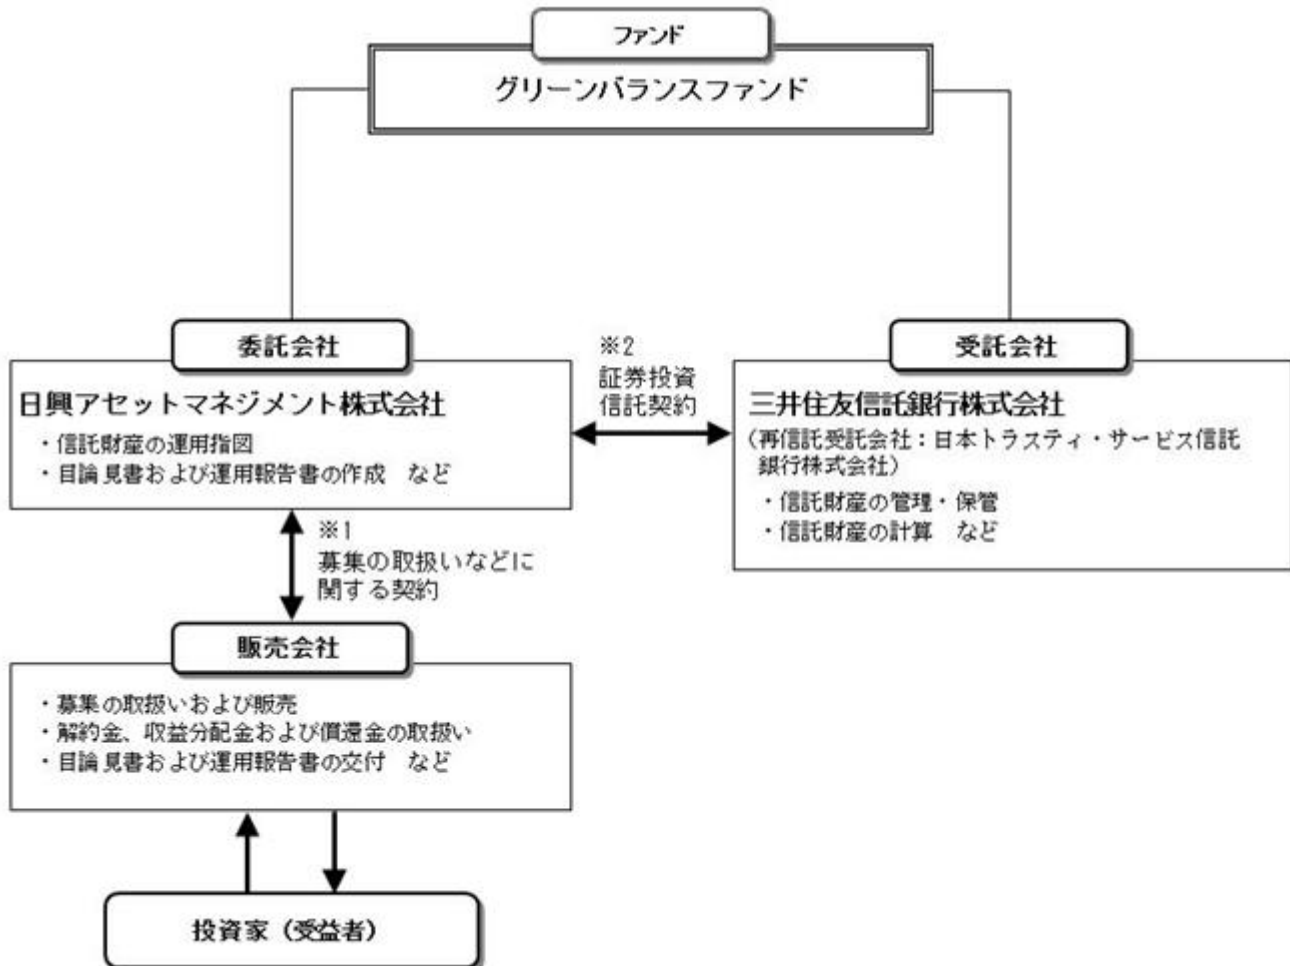 ファンド
グリーンバランスファンド
委託会社
日興アセットマネジメント株式会社
・信託財産の運用指図
・目論見書および運用報告書の作成　など
※2
証券投資
信託契約
受託会社
三井住友信託銀行株式会社
（再信託受託会社：日本トラスティ・サービス信託
銀行株式会社）
・信託財産の管理・保管
・信託財産の計算　など
※1
募集の取扱いなどに
関する契約
販売会社
・募集の取扱いおよび販売
・解約金、収益分配金および償還金の取扱い
・目論見書および運用報告書の交付　など
投資家（受益者）